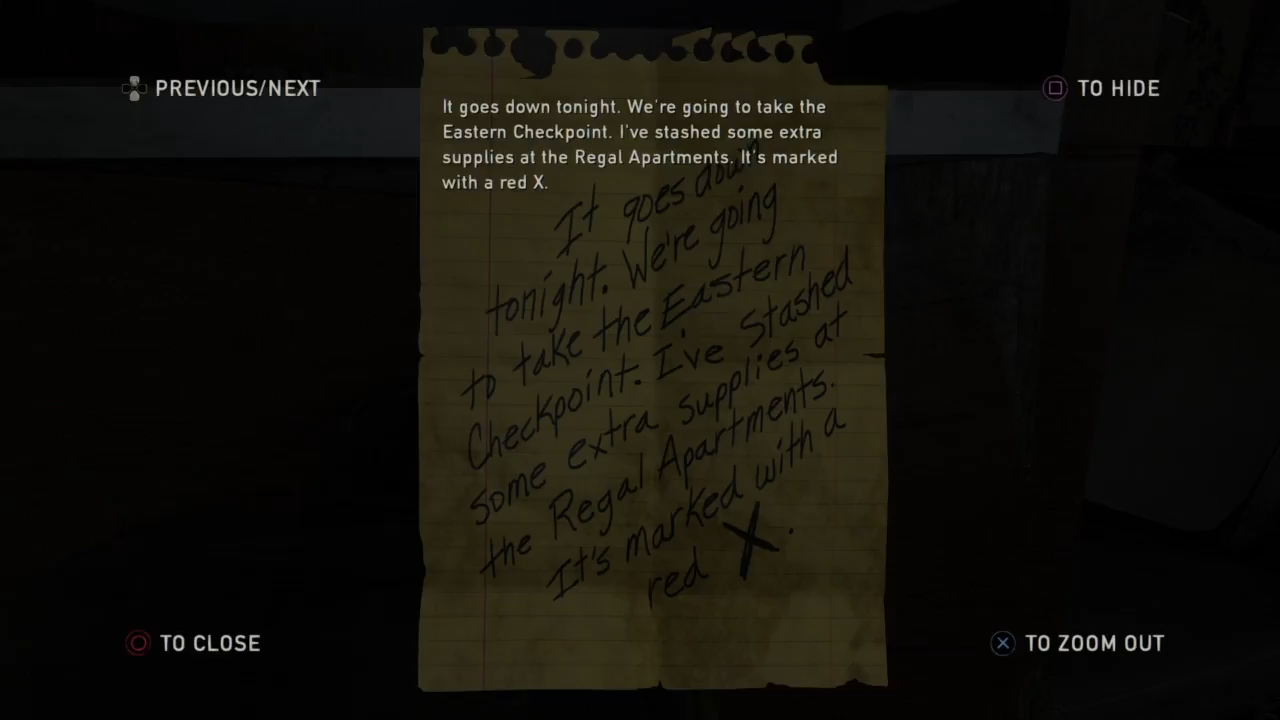 PREVIOUS/NEXT
TO HIDE
It goes down tonight. We're going to take the
Eastern Checkpoint. I've stashed some extra
supplies at the Regal Apartments. It's marked
with a red X.
It goes down
tonight. We're going
to take the Eastern
Checkpoint. I've Stashed
some extra supplies at
the Regal Apartments.
It's marked with a
red X.
TO CLOSE
TO ZOOM OUT